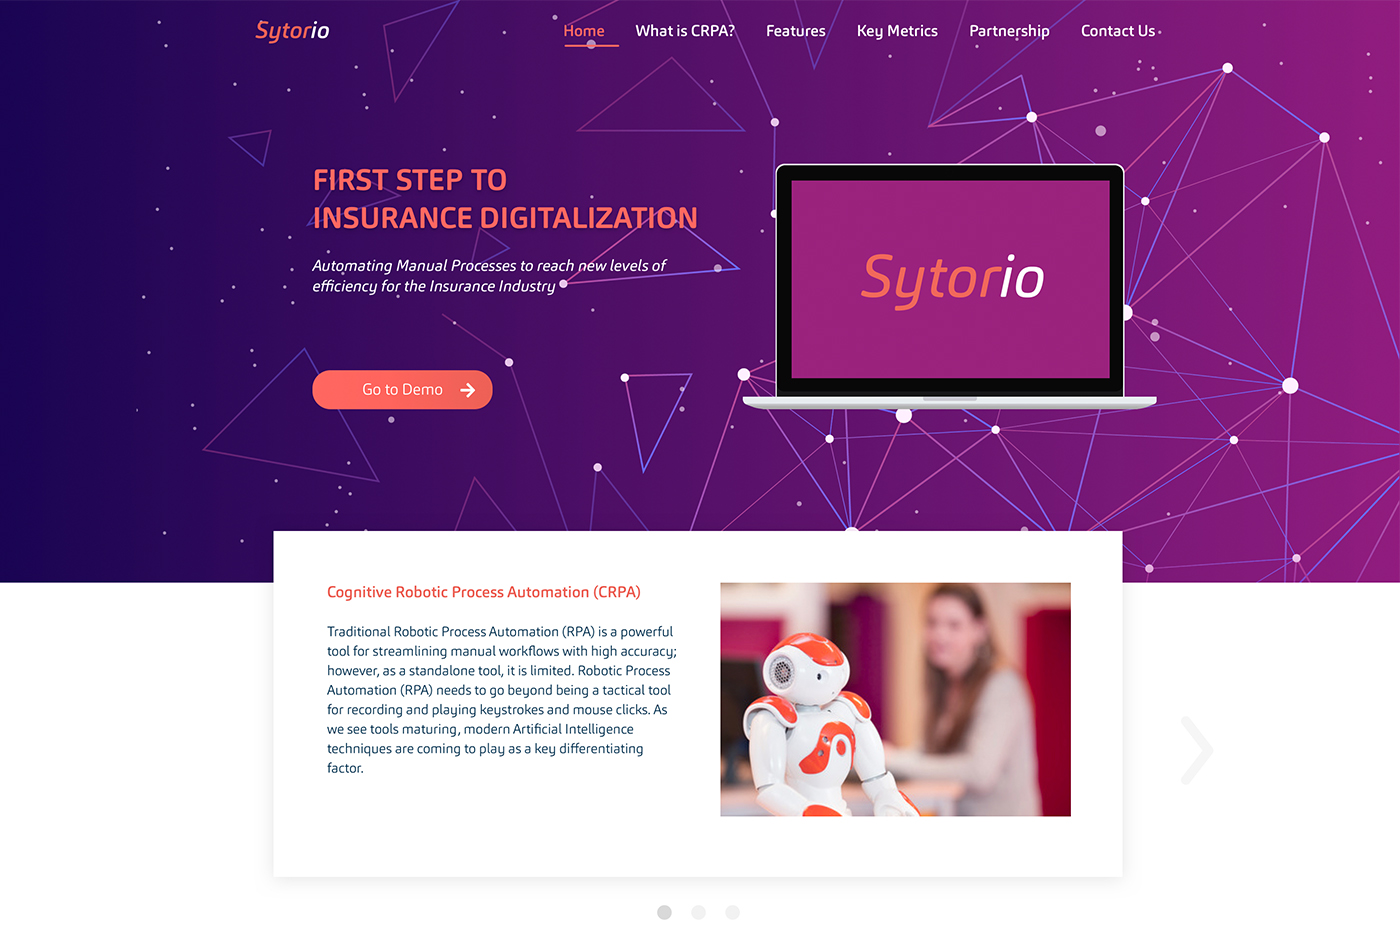 Sytorio
Home
What is CRPA?
Features
Key Metrics
Partnership
Contact Us
FIRST STEP TO
INSURANCE DIGITALIZATION
Automating Manual Processes to reach new levels of
efficiency for the Insurance Industry
Go to Demo
Sytorio
Cognitive Robotic Process Automation (CRPA)
Traditional Robotic Process Automation (RPA) is a powerful
tool for streamlining manual workflows with high accuracy;
however, as a standalone tool, it is limited. Robotic Process
Automation (RPA) needs to go beyond being a tactical tool
for recording and playing keystrokes and mouse clicks. As
we see tools maturing, modern Artificial Intelligence
techniques are coming to play as a key differentiating
factor.